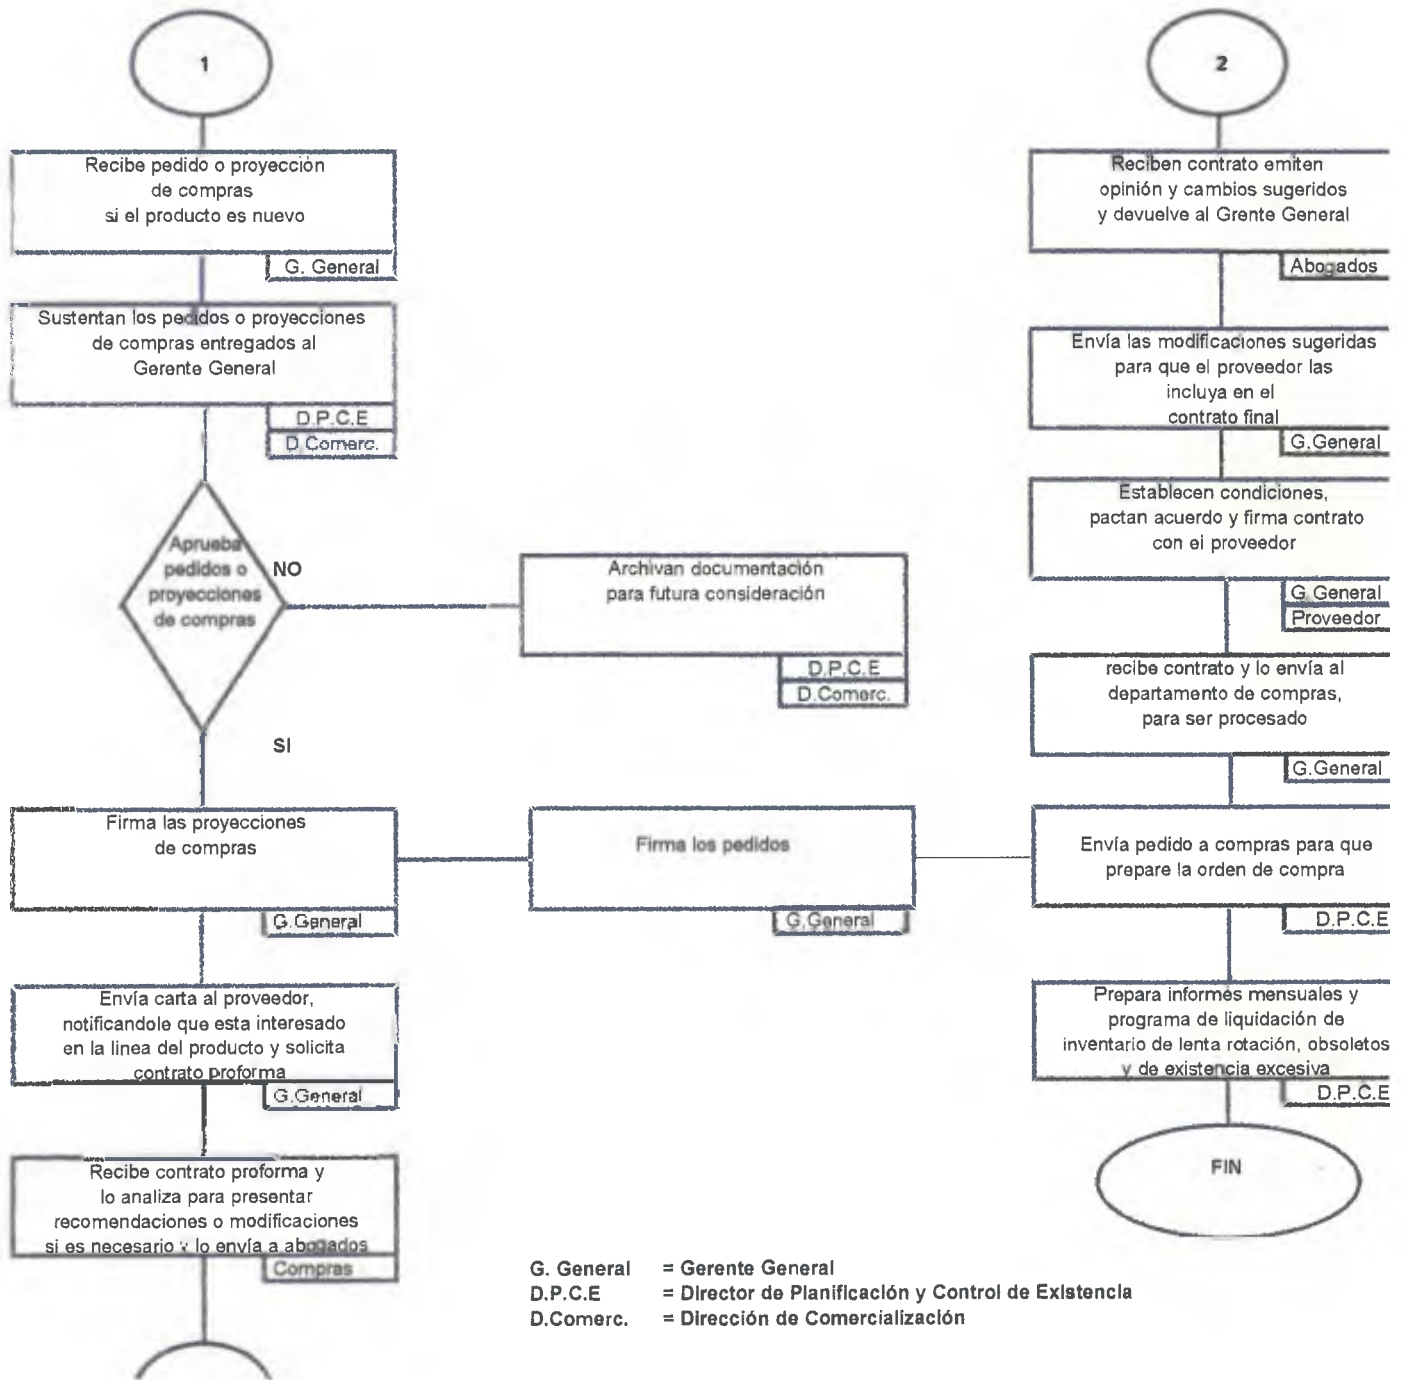 1
Recibe pedido o proyección
de compras
si el producto es nuevo
G. General
Sustentan los pedidos o proyecciones
de compras entregados al
Gerente General
D.P.C.E
D.Comerc.
Aprueba
pedidos o
proyecciones
de compras
NO
Archivan documentación
para futura consideración
D.P.C.E
D.Comerc.
SI
Firma las proyecciones
de compras
G.General
Firma los pedidos
G.General
Envía carta al proveedor,
notificandole que esta interesado
en la linea del producto y solicita
contrato proforma
G.General
Recibe contrato proforma y
lo analiza para presentar
recomendaciones o modificaciones
si es necesario y lo envía a abogados
Compras
2
Reciben contrato emiten
opinión y cambios sugeridos
y devuelve al Grente General
Abogados
Envía las modificaciones sugeridas
para que el proveedor las
incluya en el
contrato final
G.General
Establecen condiciones,
pactan acuerdo y firma contrato
con el proveedor
G.General
Proveedor
recibe contrato y lo envía al
departamento de compras,
para ser procesado
G.General
Envía pedido a compras para que
prepare la orden de compra
D.P.C.E
Prepara informes mensuales y
programa de liquidación de
inventario de lenta rotación, obsoletos
y de existencia excesiva
D.P.C.E
FIN
G. General = Gerente General
D.P.C.E = Director de Planificación y Control de Existencia
D.Comerc. = Dirección de Comercialización